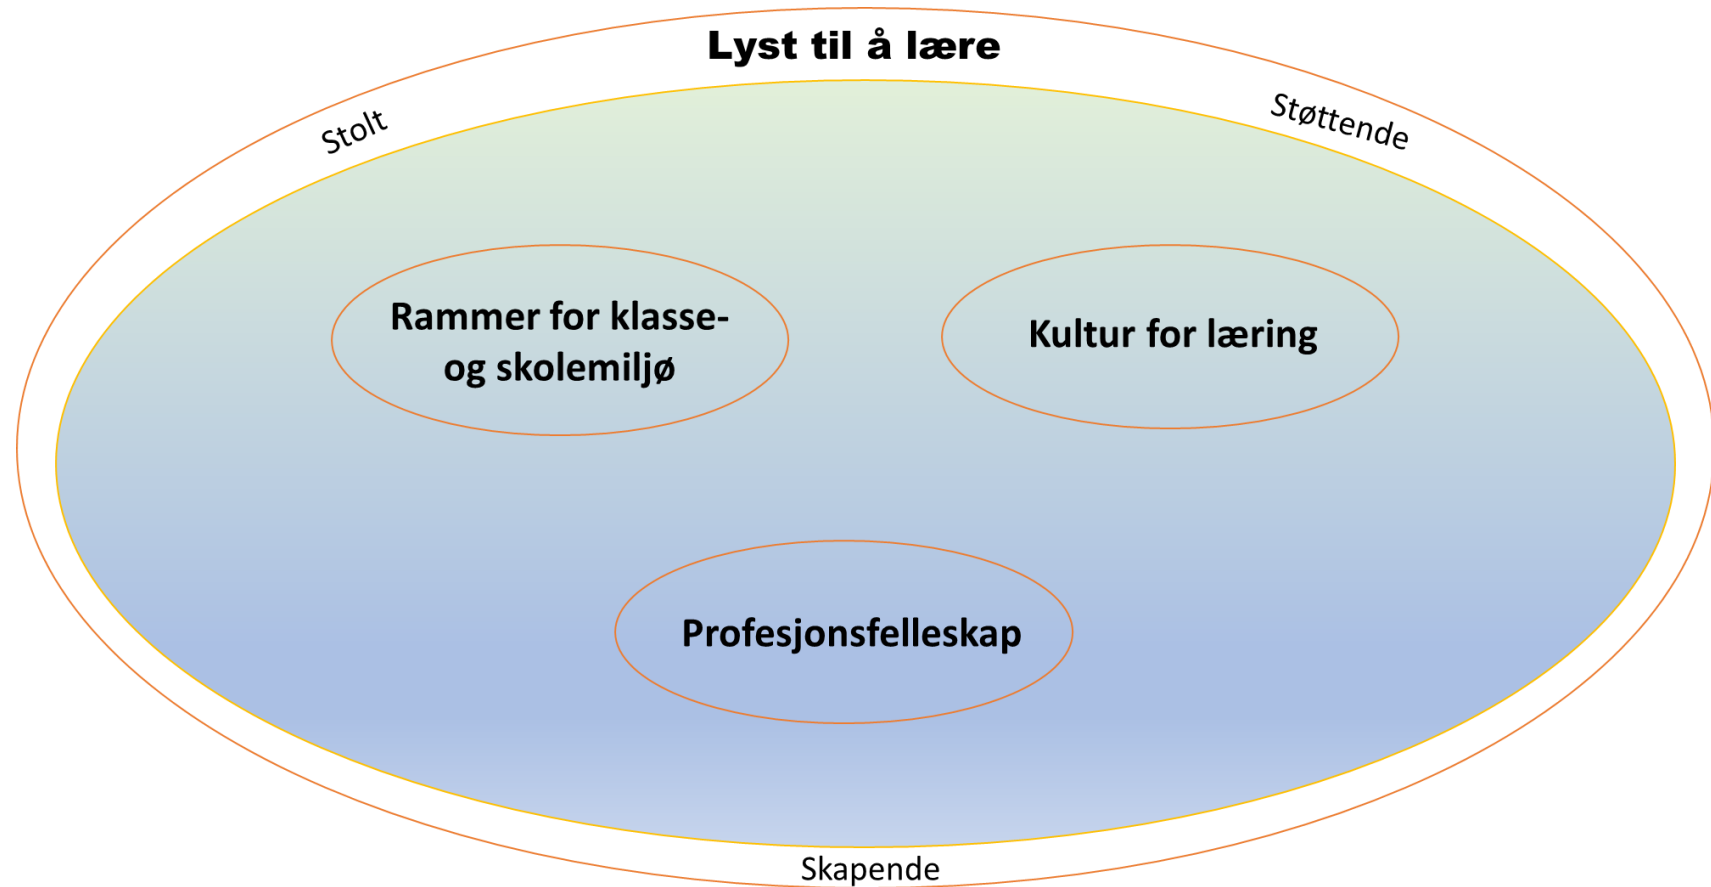 Lyst til å lære
Stolt
Støttende
Rammer for klasse-
og skolemiljø
Kultur for læring
Profesjonsfelleskap
Skapende